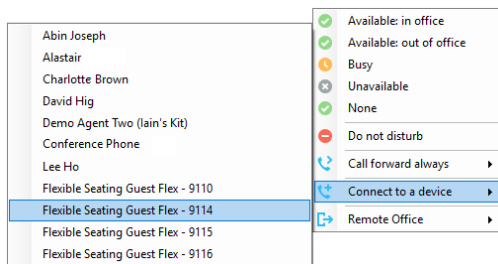 Abin Joseph
Alastair
Charlotte Brown
David Hig
Demo Agent Two (Iain's Kit)
Conference Phone
Lee Ho
Flexible Seating Guest Flex - 9110
Flexible Seating Guest Flex - 9114
Flexible Seating Guest Flex - 9115
Flexible Seating Guest Flex - 9116
Available: in office
Available: out of office
Busy
Unavailable
None
Do not disturb
Call forward always
Connect to a device
Remote Office